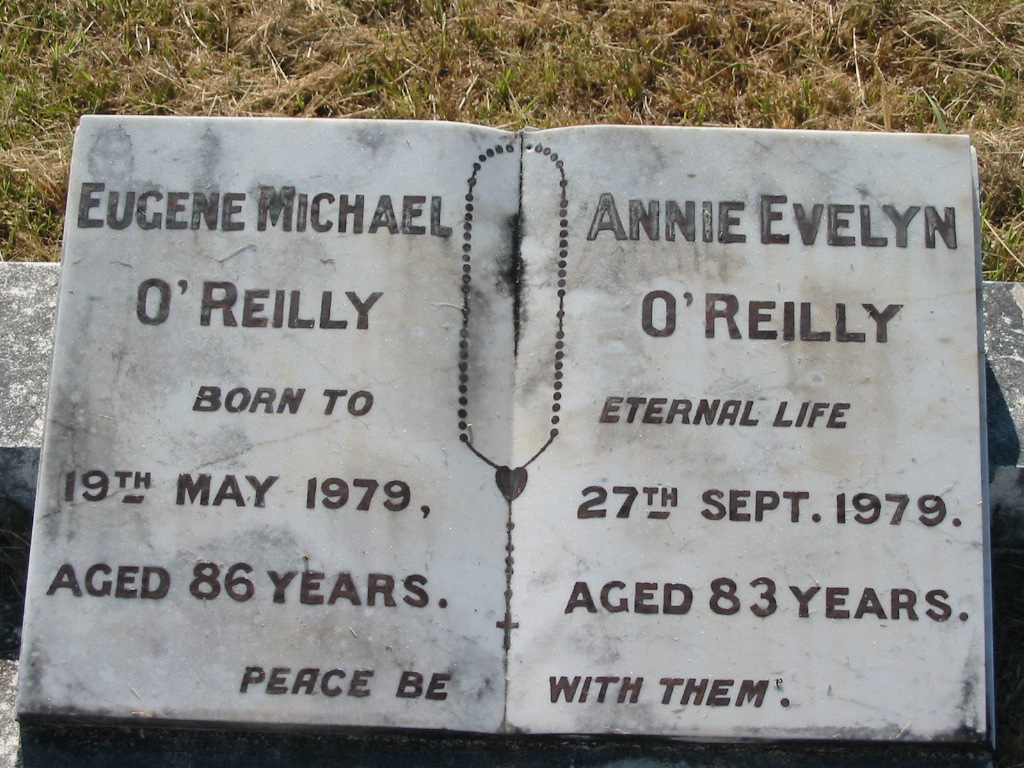 EUGENE MICHAEL
O'REILLY
BORN TO
19TH MAY 1979,
AGED 86 YEARS.
PEACE BE
ANNIE EVELYN
O'REILLY
ETERNAL LIFE
27TH SEPT. 1979.
AGED 83 YEARS.
WITH THEM.